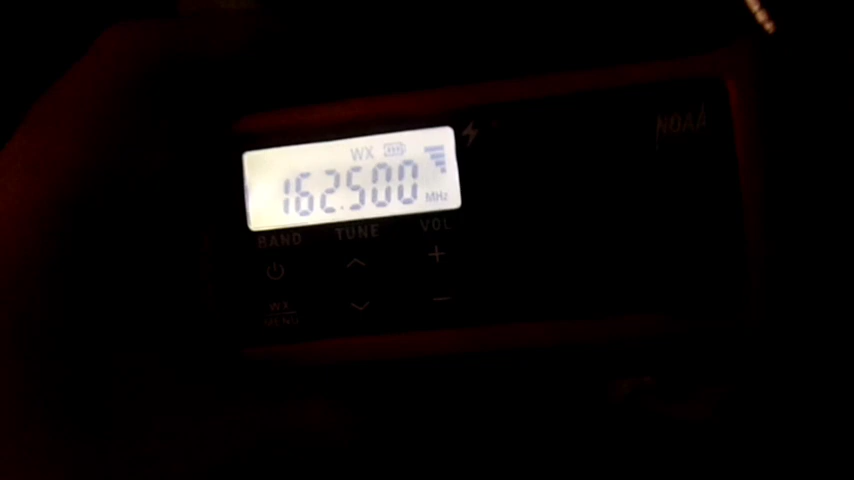 NOAA
WX
162.500 MHz
BAND TUNE VOL
+
WX
MENU
−